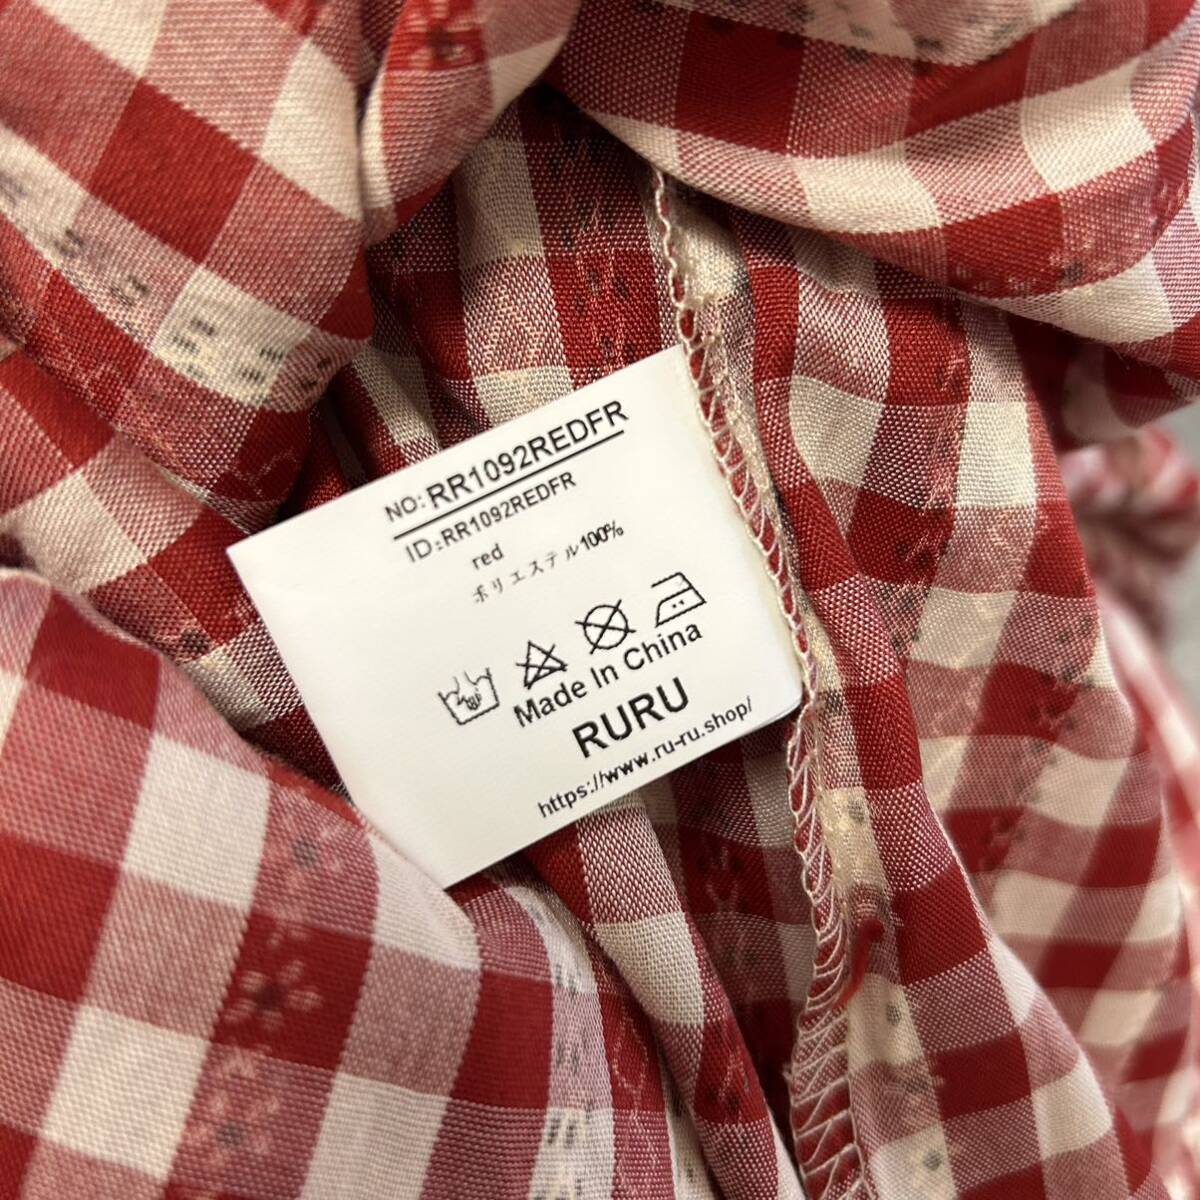 NO:RR1092REDFR
ID:RR1092REDFR
red
ポリエステル100%
Made In China
RURU
https://www.ru-ru.shop/